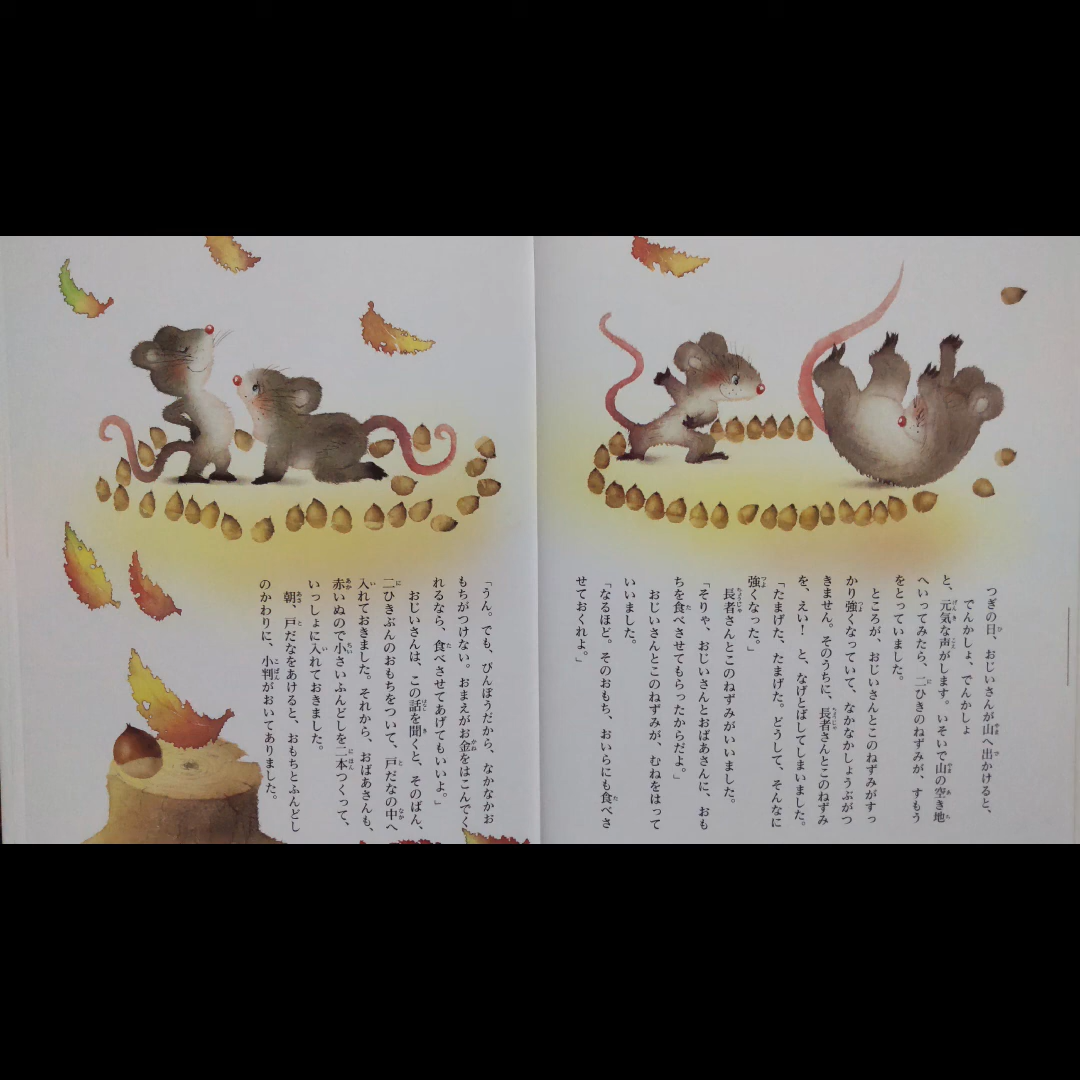 つぎの日、おじいさんが山へ出かけると、
でんかしょ、でんかしょ
と、元気な声がします。いそいで山の空き地
へいってみたら、二ひきのねずみが、すもう
をとっていました。
ところが、おじいさんとこのねずみがすっ
かり強くなっていて、なかなかしょうぶがつ
きません。そのうちに、長者さんとこのねずみ
を、えい！ と、なげとばしてしまいました。
「たまげた、たまげた。どうして、そんなに
強くなった。」
長者さんとこのねずみがいいました。
「そりゃ、おじいさんとおばあさんに、おも
ちを食べさせてもらったからだよ。」
おじいさんとこのねずみが、むねをはって
いいました。
「なるほど。そのおもち、おいらにも食べさ
せておくれよ。」
「うん。でも、びんぼうだから、なかなかお
もちがつけない。おまえがお金をはこんでく
れるなら、食べさせてあげてもいいよ。」
おじいさんは、この話を聞くと、そのばん、
二ひきぶんのおもちをついて、戸だなの中へ
入れておきました。それから、おばあさんも、
赤いぬので小さいふんどしを二本つくって、
いっしょに入れておきました。
朝、戸だなをあけると、おもちとふんどし
のかわりに、小判がおいてありました。